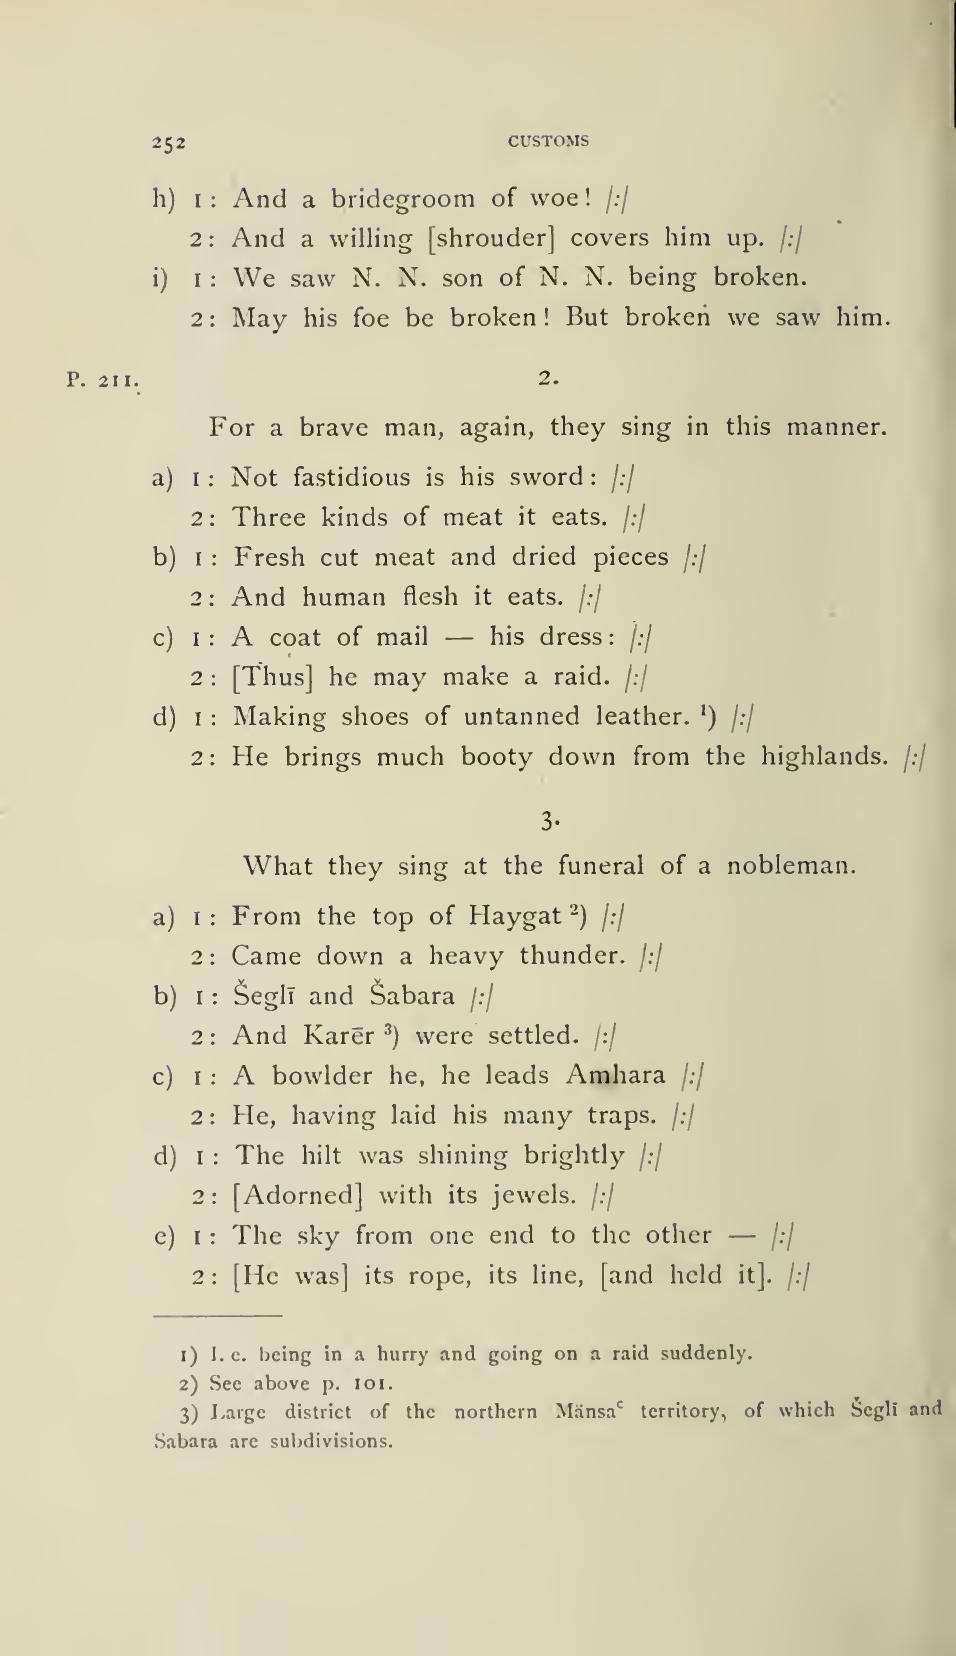 252 CUSTOMS
h) 1 : And a bridegroom of woe! /:/
2 : And a willing [shrouder] covers him up. /:/
i) 1 : We saw N. N. son of N. N. being broken.
2 : May his foe be broken! But broken we saw him.
P. 211. 2.
For a brave man, again, they sing in this manner.
a) 1 : Not fastidious is his sword: /:/
2 : Three kinds of meat it eats. /:/
b) 1 : Fresh cut meat and dried pieces /:/
2 : And human flesh it eats. /:/
c) 1 : A coat of mail — his dress: /:/
2 : [Thus] he may make a raid. /:/
d) 1 : Making shoes of untanned leather. ¹) /:/
2 : He brings much booty down from the highlands. /:/
3.
What they sing at the funeral of a nobleman.
a) 1 : From the top of Haygat ²) /:/
2 : Came down a heavy thunder. /:/
b) 1 : Šeglī and Šabara /:/
2 : And Karēr ³) were settled. /:/
c) 1 : A bowlder he, he leads Amhara /:/
2 : He, having laid his many traps. /:/
d) 1 : The hilt was shining brightly /:/
2 : [Adorned] with its jewels. /:/
e) 1 : The sky from one end to the other — /:/
2 : [He was] its rope, its line, [and held it]. /:/
1) I. e. being in a hurry and going on a raid suddenly.
2) See above p. 101.
3) Large district of the northern Mänsaᶜ territory, of which Šeglī and
Sabara are subdivisions.